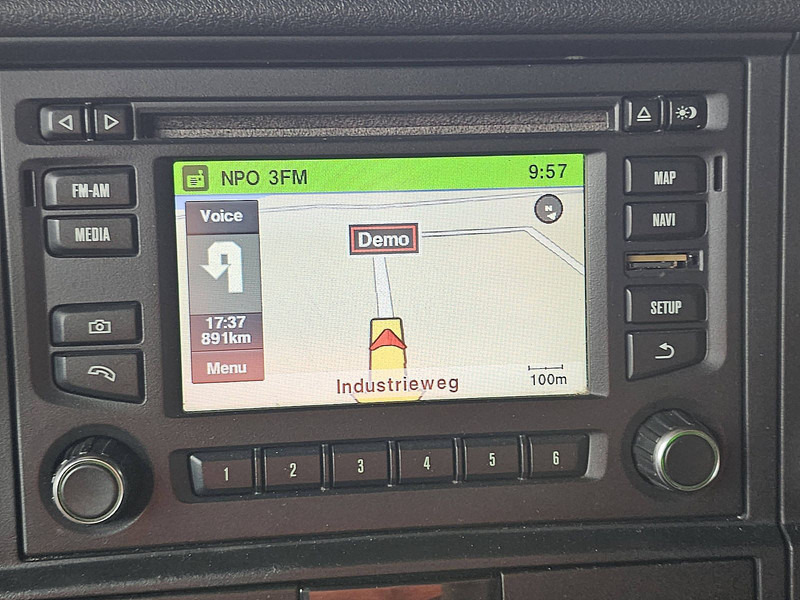 NPO 3FM 9:57
FM-AM
MAP
Voice
N
MEDIA
NAVI
Demo
17:37
891km
SETUP
Menu
Industrieweg
100m
1 2 3 4 5 6